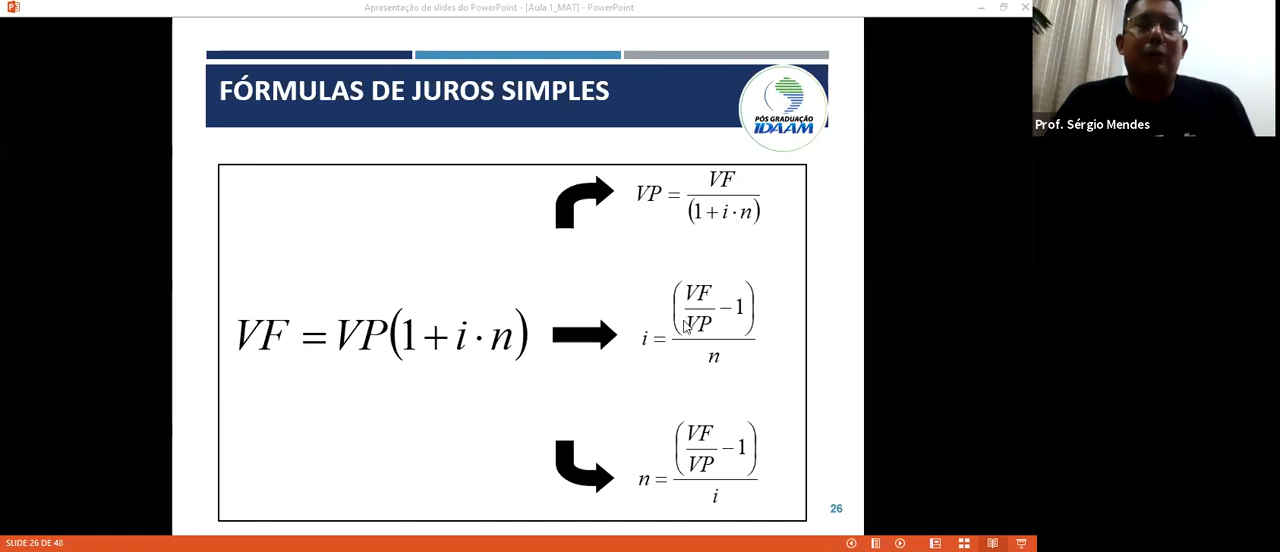 Apresentação de slides do PowerPoint - [Aula 1_MAT] - PowerPoint
FÓRMULAS DE JUROS SIMPLES
PÓS GRADUAÇÃO
IDAAM
Prof. Sérgio Mendes
VP = VF / (1 + i · n)
VF = VP(1 + i · n)
i = (VF / VP − 1) / n
n = (VF / VP − 1) / i
26
SLIDE 26 DE 48